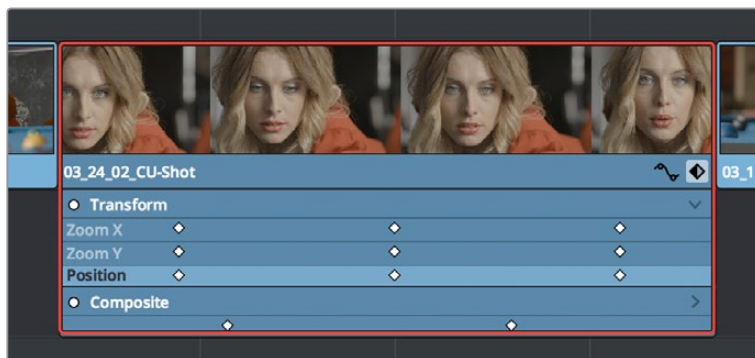 03_24_02_CU-Shot
03_1
Transform
Zoom X
Zoom Y
Position
Composite